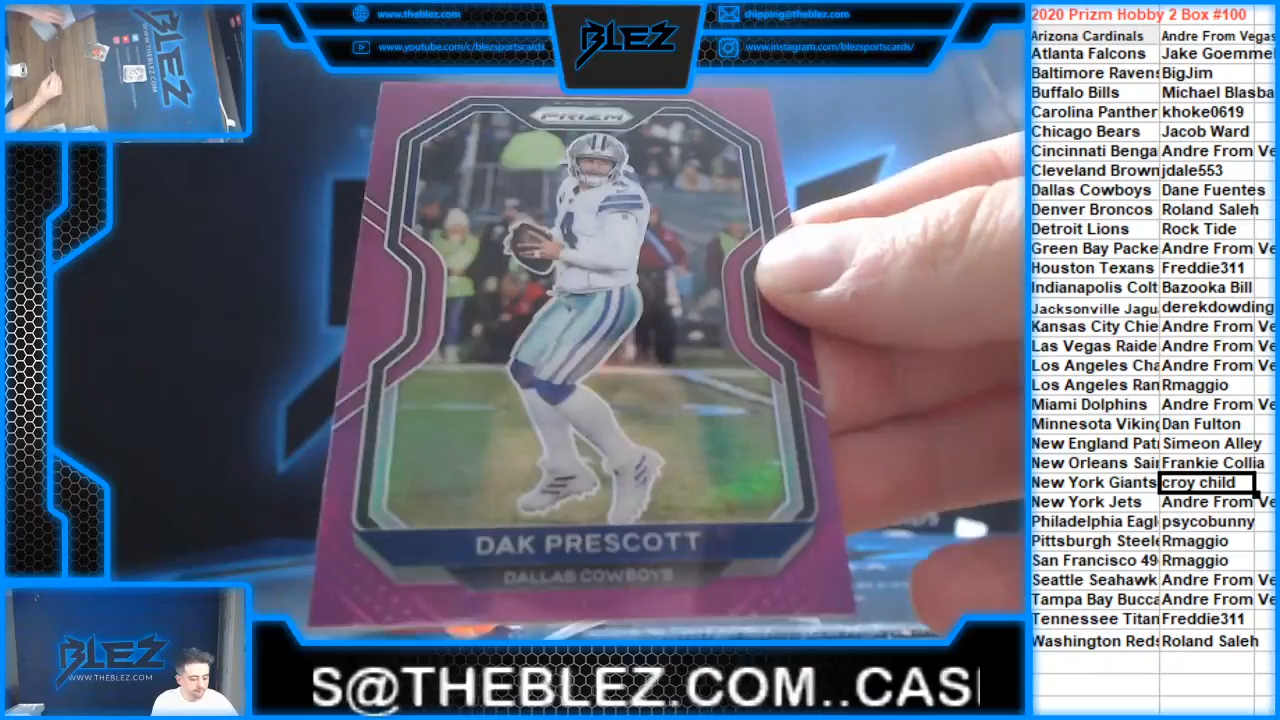 www.theblez.com
www.youtube.com/c/blezsportscards
BLEZ
shipping@theblez.com
www.instagram.com/blezsportscards/
PRIZM
4
DAK PRESCOTT
DALLAS COWBOYS
BLEZ
WWW.THEBLEZ.COM
S@THEBLEZ.COM..CAS
2020 Prizm Hobby 2 Box #100
Arizona Cardinals Andre From Vegas
Atlanta Falcons Jake Goemme
Baltimore Ravens BigJim
Buffalo Bills Michael Blasba
Carolina Panther khoke0619
Chicago Bears Jacob Ward
Cincinnati Benga Andre From Ve
Cleveland Brown jdale553
Dallas Cowboys Dane Fuentes
Denver Broncos Roland Saleh
Detroit Lions Rock Tide
Green Bay Packe Andre From Ve
Houston Texans Freddie311
Indianapolis Colt Bazooka Bill
Jacksonville Jagu derekdowding
Kansas City Chie Andre From Ve
Las Vegas Raide Andre From Ve
Los Angeles Cha Andre From Ve
Los Angeles Ran Rmaggio
Miami Dolphins Andre From Ve
Minnesota Viking Dan Fulton
New England Pat Simeon Alley
New Orleans Sai Frankie Collia
New York Giants croy child
New York Jets Andre From Ve
Philadelphia Eagl psycobunny
Pittsburgh Steele Rmaggio
San Francisco 49 Rmaggio
Seattle Seahawk Andre From Ve
Tampa Bay Bucca Andre From Ve
Tennessee Titan Freddie311
Washington Reds Roland Saleh